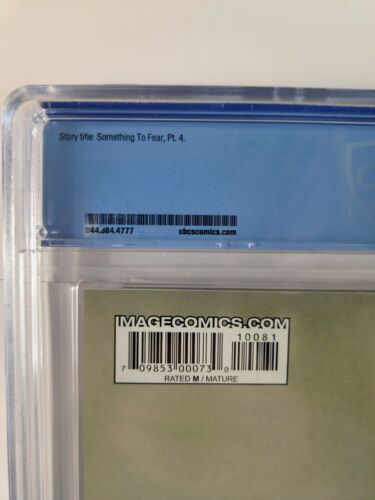 Story title: Something To Fear, Pt. 4.
844.884.4777 cbcscomics.com
IMAGECOMICS.COM
10081
7 09853 00073 0
RATED M / MATURE